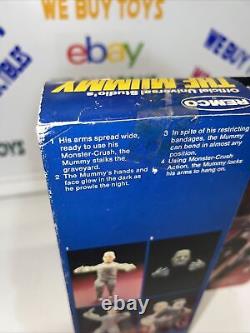 WE BUY TOYS
ebay
REMCO
Official Universal Studio's
THE MUMMY
1 His arms spread wide,
ready to use his
Monster-Crush, the
Mummy stalks the
graveyard.
2 The Mummy's hands and
face glow in the dark as
he prowls the night.
3 In spite of his restricting
bandages, the Mummy
can bend in almost any
position.
4 Using Monster-Crush
Action, the Mummy locks
his arms to hang on.